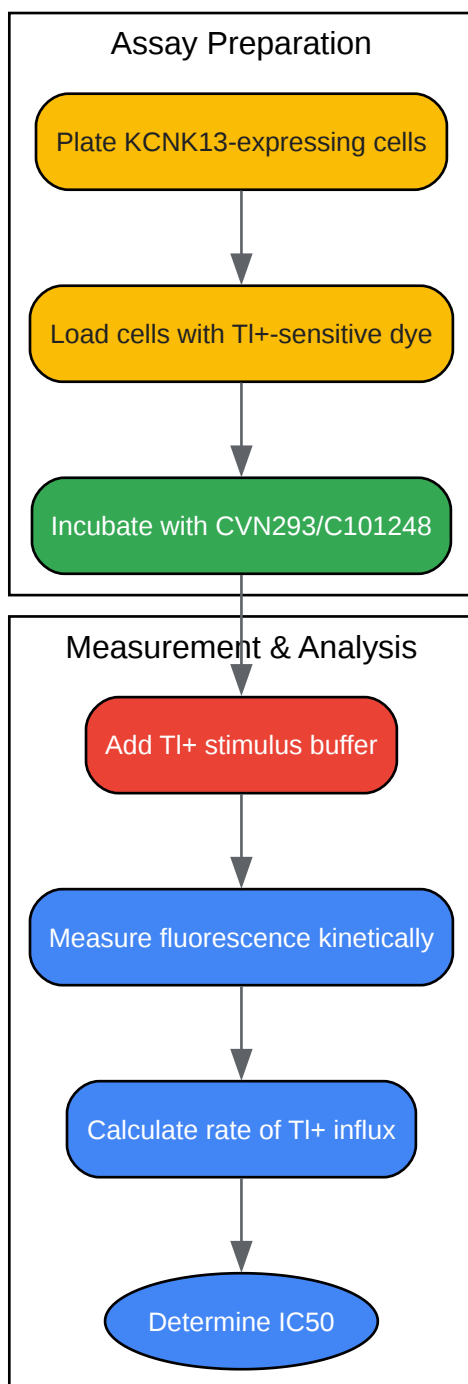 Assay Preparation
Plate KCNK13-expressing cells
Load cells with Tl+-sensitive dye
Incubate with CVN293/C101248
Measurement & Analysis
Add Tl+ stimulus buffer
Measure fluorescence kinetically
Calculate rate of Tl+ influx
Determine IC50